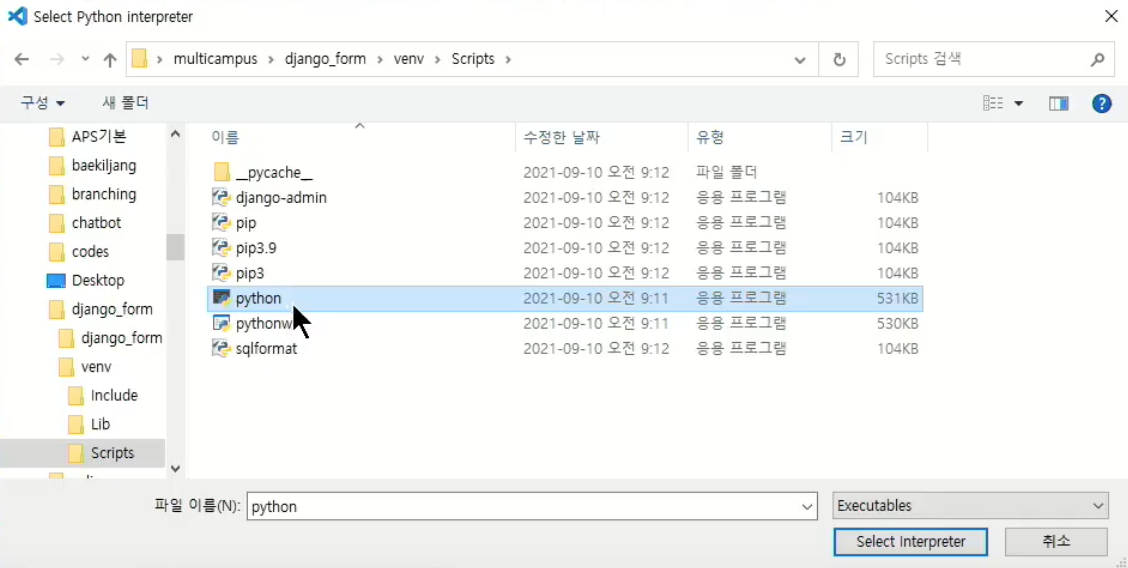 Select Python interpreter
multicampus > django_form > venv > Scripts >
Scripts 검색
구성
새 폴더
APS기본
baekiljang
branching
chatbot
codes
Desktop
django_form
django_form
venv
Include
Lib
Scripts
이름 수정한 날짜 유형 크기
__pycache__ 2021-09-10 오전 9:12 파일 폴더
django-admin 2021-09-10 오전 9:12 응용 프로그램 104KB
pip 2021-09-10 오전 9:12 응용 프로그램 104KB
pip3.9 2021-09-10 오전 9:12 응용 프로그램 104KB
pip3 2021-09-10 오전 9:12 응용 프로그램 104KB
python 2021-09-10 오전 9:11 응용 프로그램 531KB
pythonw 2021-09-10 오전 9:11 응용 프로그램 530KB
sqlformat 2021-09-10 오전 9:12 응용 프로그램 104KB
파일 이름(N): python
Executables
Select Interpreter
취소